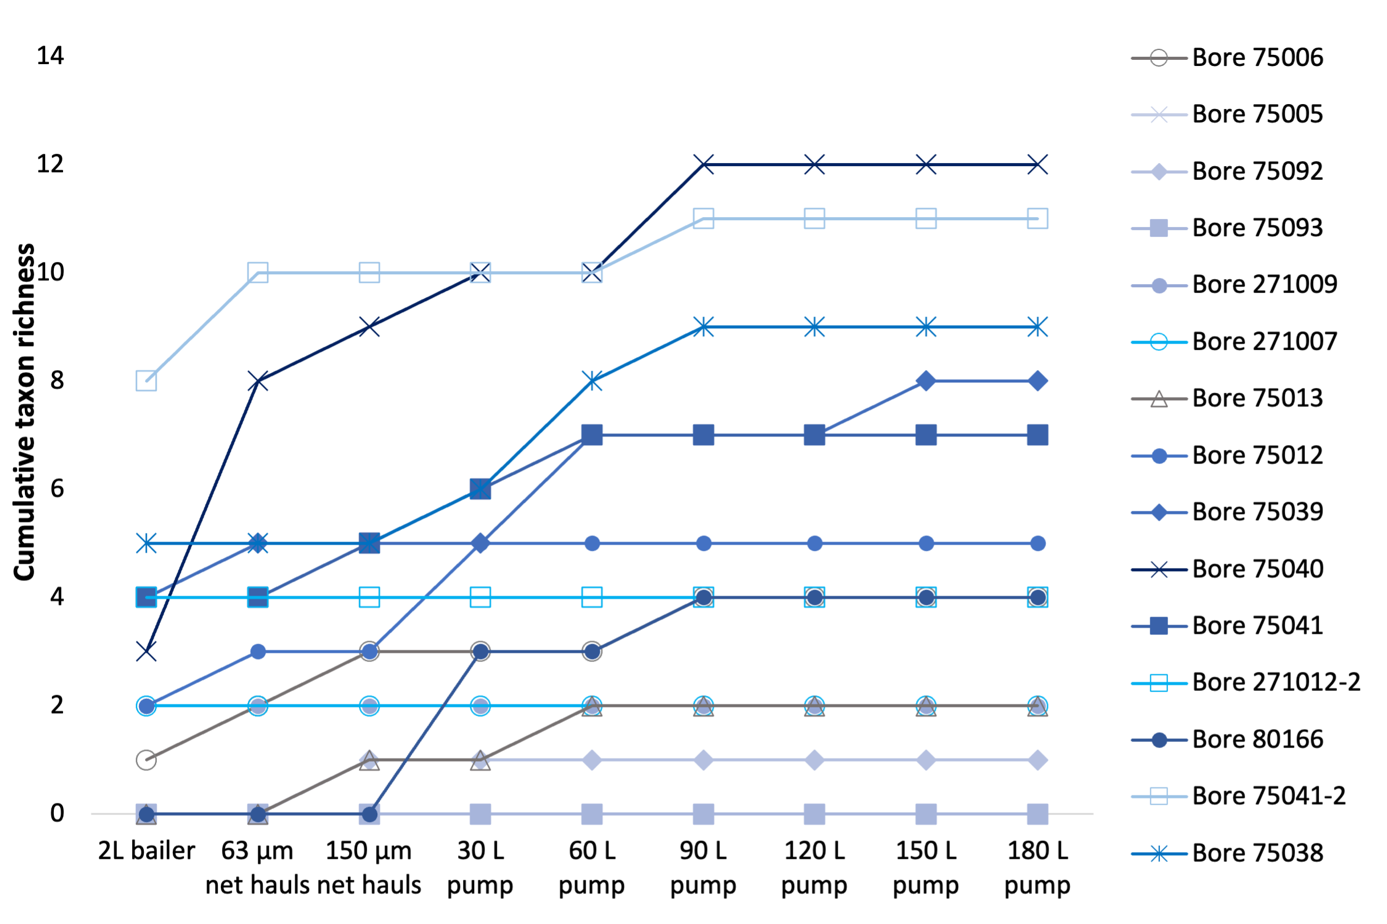 14
12
10
8
6
4
2
0
Cumulative taxon richness
2L bailer
63 µm
net hauls
150 µm
net hauls
30 L
pump
60 L
pump
90 L
pump
120 L
pump
150 L
pump
180 L
pump
Bore 75006
Bore 75005
Bore 75092
Bore 75093
Bore 271009
Bore 271007
Bore 75013
Bore 75012
Bore 75039
Bore 75040
Bore 75041
Bore 271012-2
Bore 80166
Bore 75041-2
Bore 75038